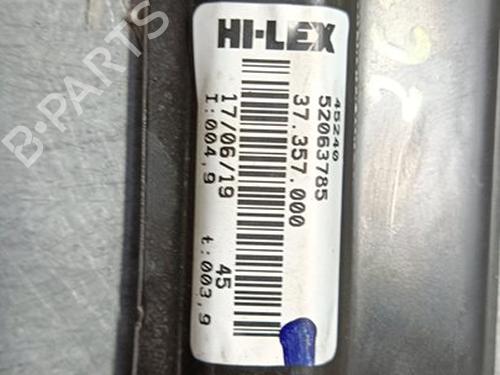 HI-LEX
45240
52063785
37.357.000
17/06/19 45
I:004,9 t:003,9
B-PARTS